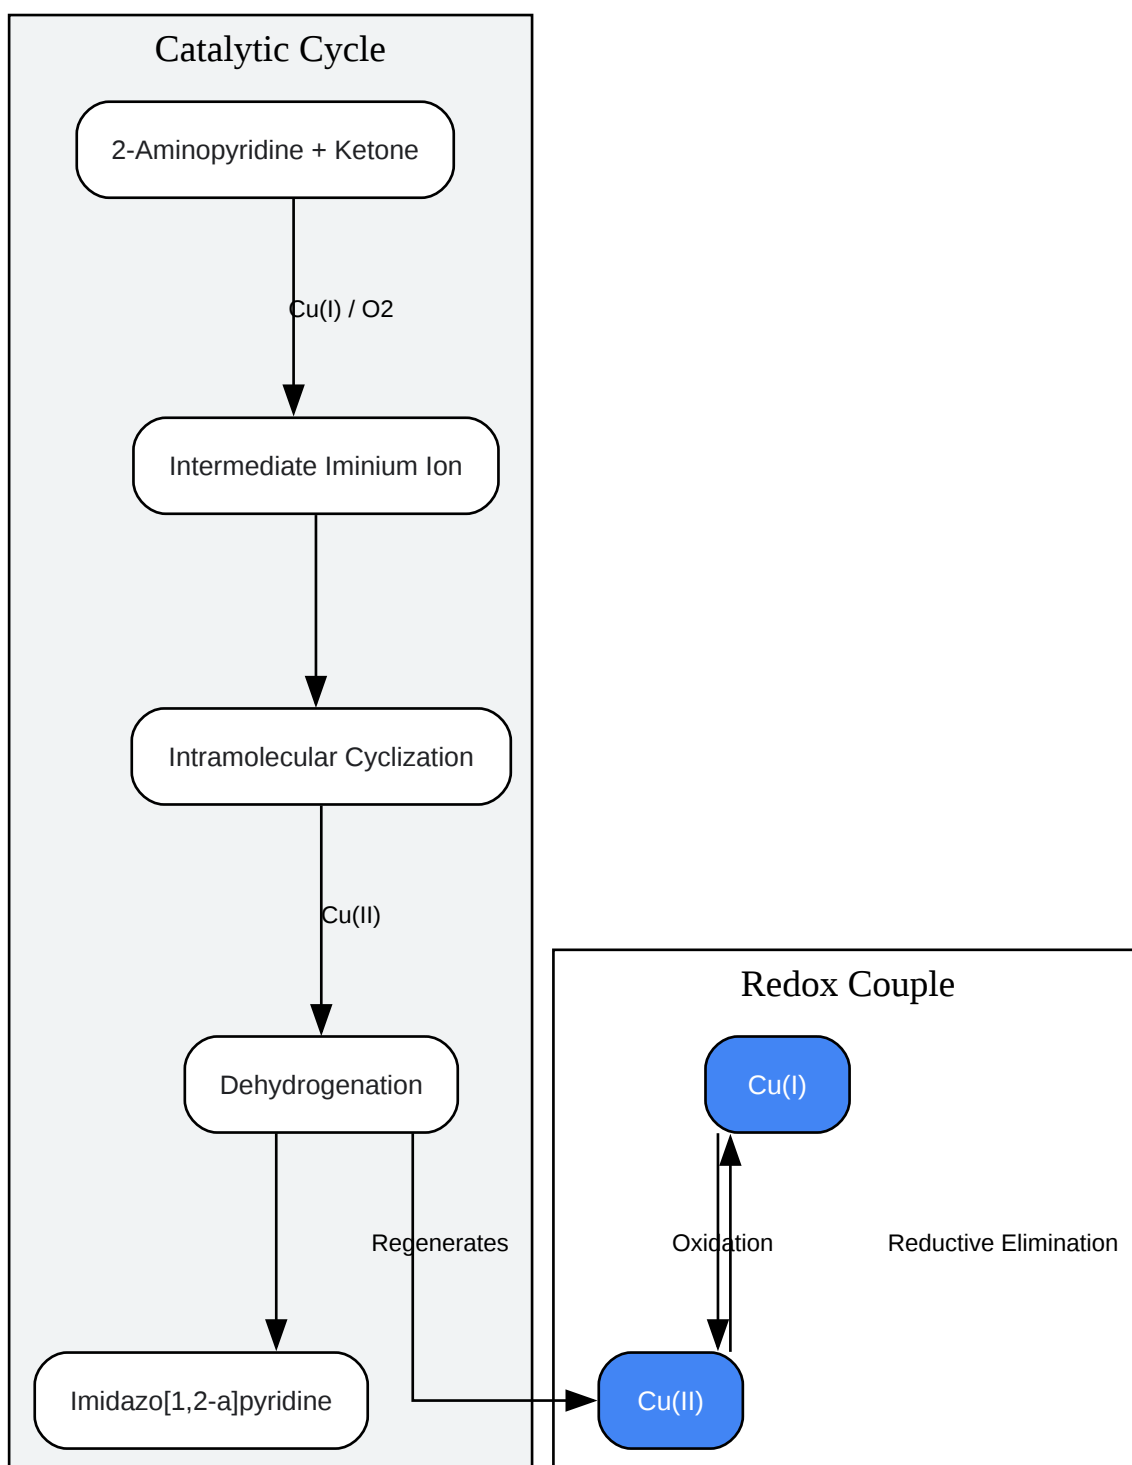 Catalytic Cycle
2-Aminopyridine + Ketone
Cu(I) / O2
Intermediate Iminium Ion
Intramolecular Cyclization
Cu(II)
Dehydrogenation
Regenerates
Imidazo[1,2-a]pyridine
Redox Couple
Cu(I)
Oxidation
Reductive Elimination
Cu(II)